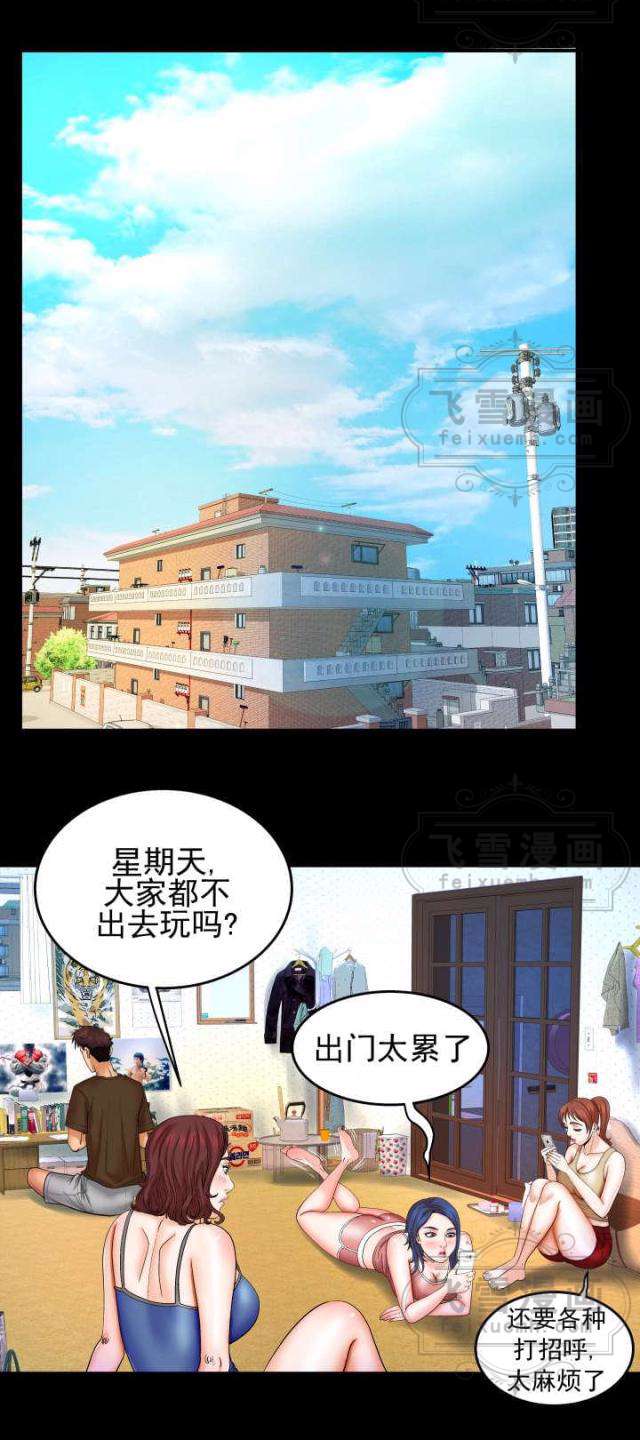 飞雪漫画
feixuemh.com
星期天,
大家都不
出去玩吗?
飞雪漫画
feixuemh.com
出门太累了
还要各种
打招呼,
太麻烦了